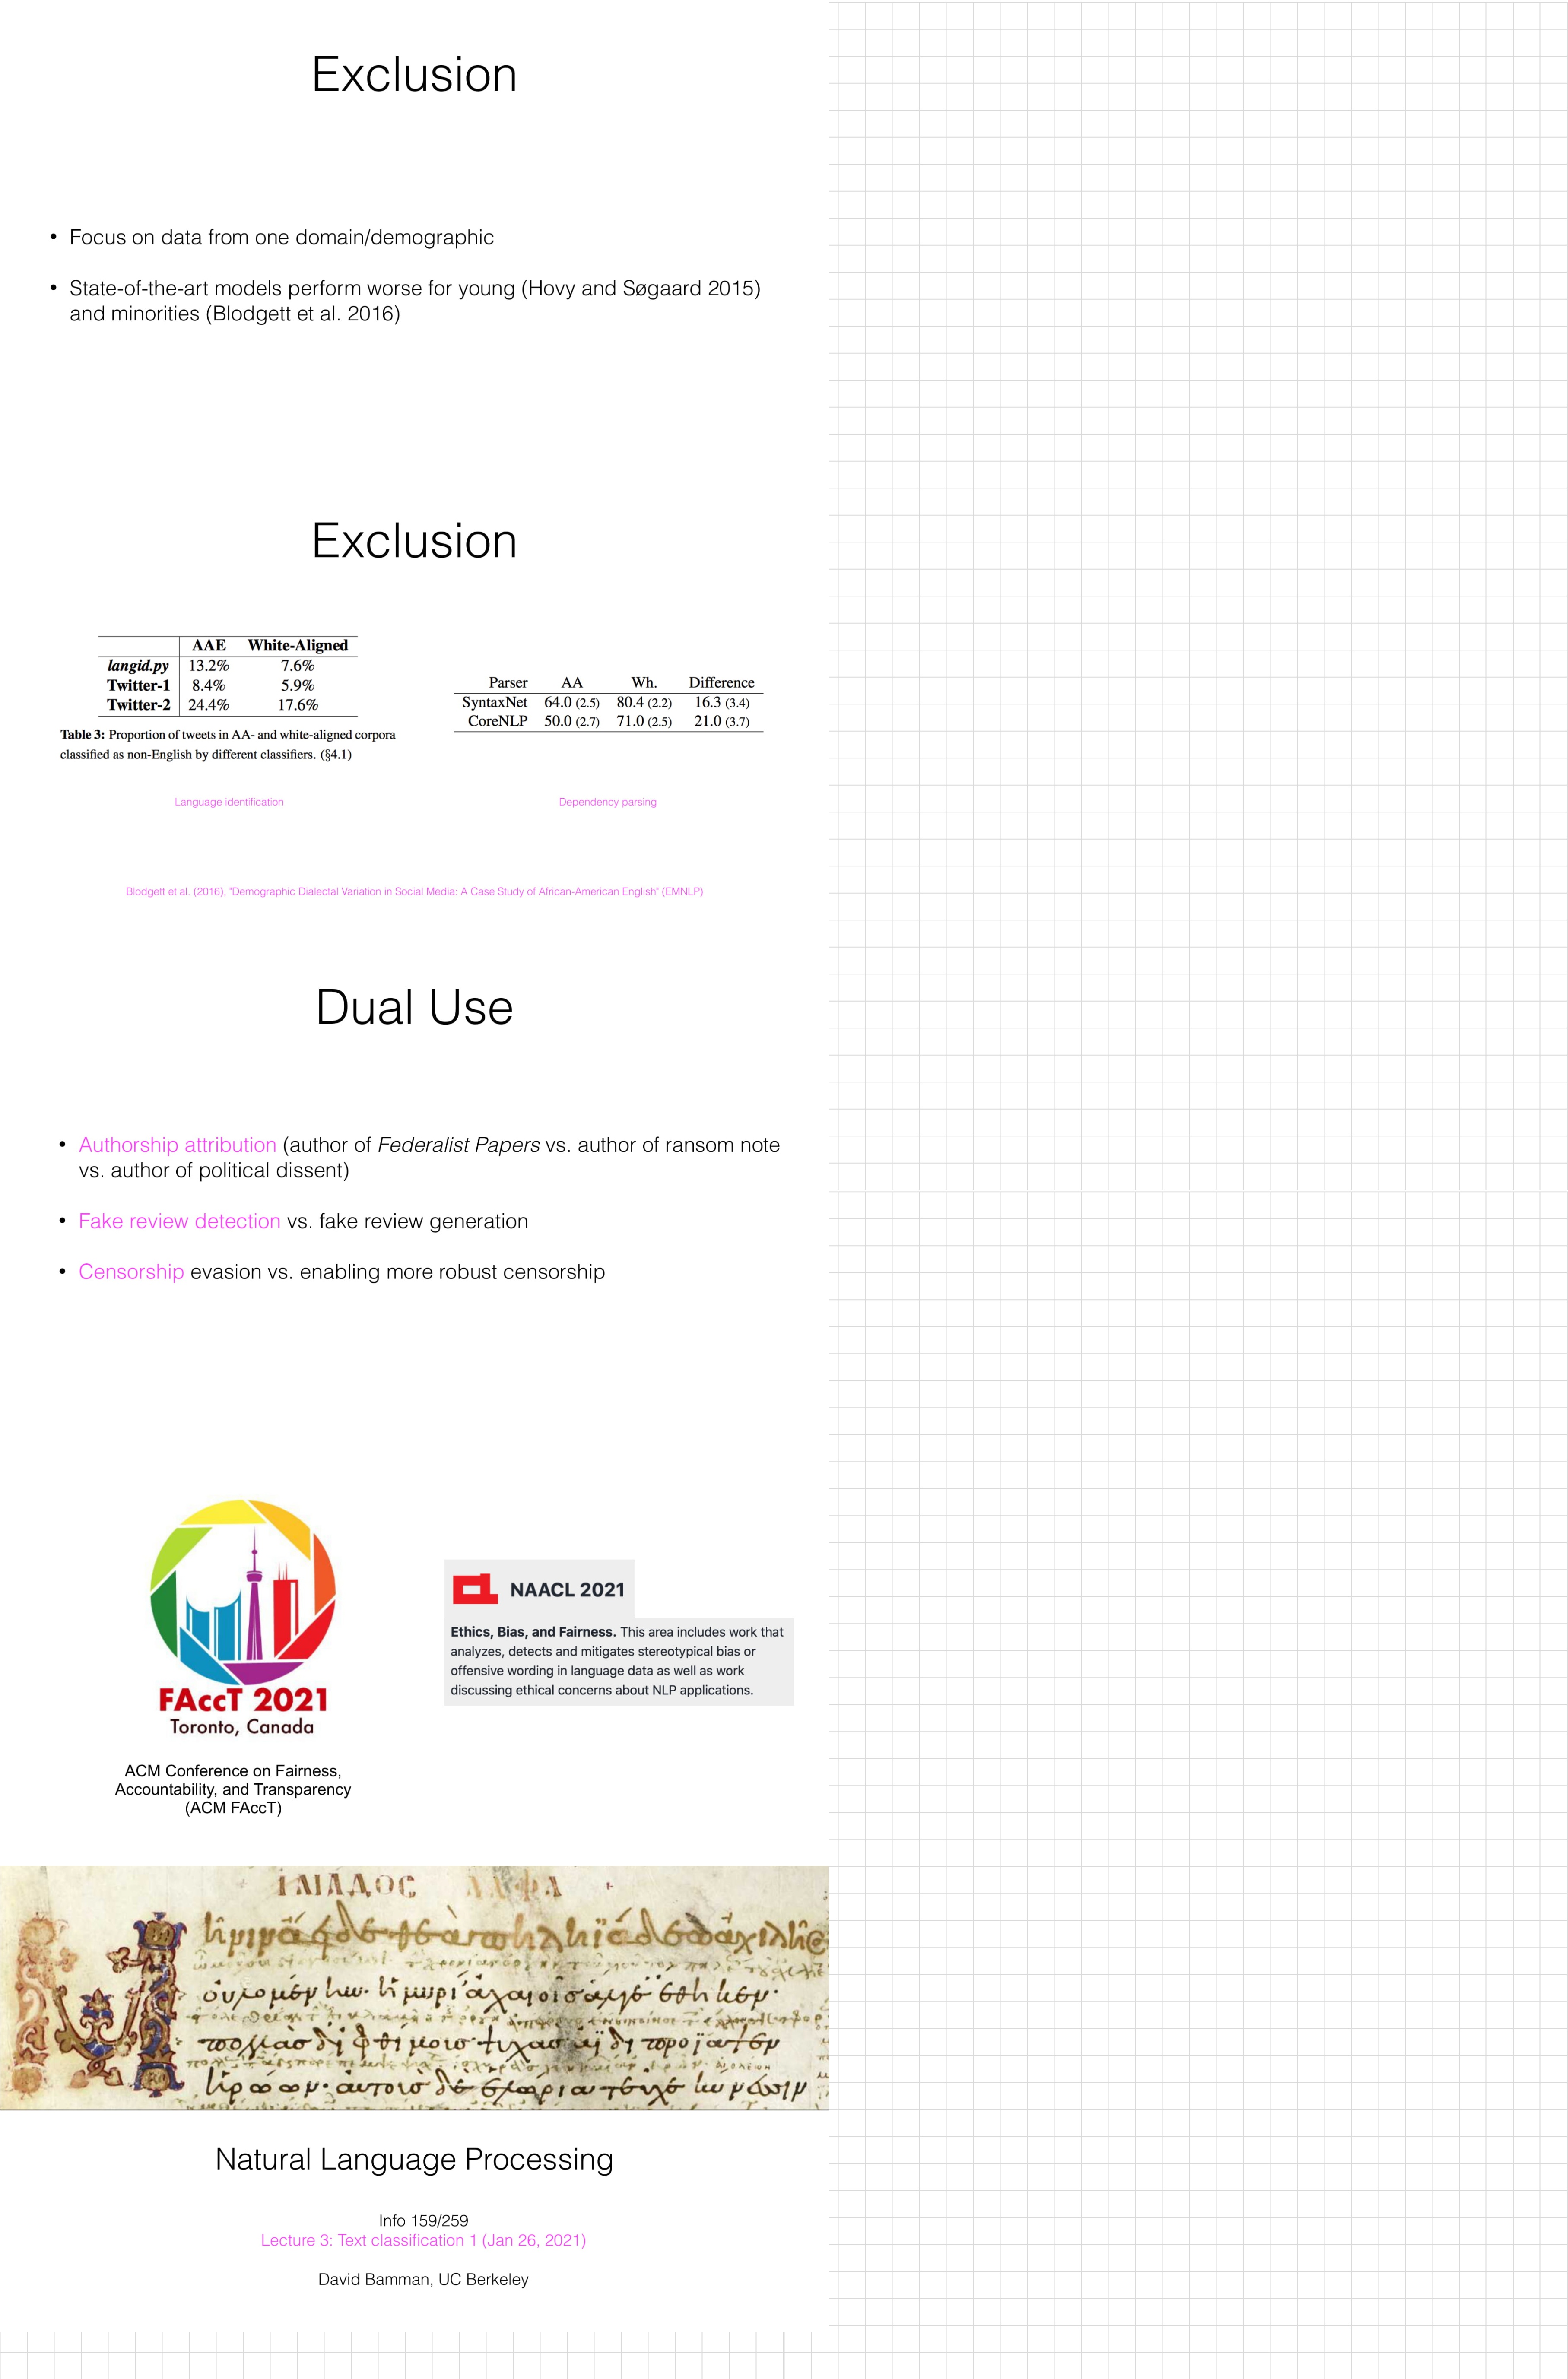 Exclusion
• Focus on data from one domain/demographic
• State-of-the-art models perform worse for young (Hovy and Søgaard 2015)
and minorities (Blodgett et al. 2016)
Exclusion
AAE White-Aligned
langid.py 13.2% 7.6%
Twitter-1 8.4% 5.9%
Twitter-2 24.4% 17.6%
Table 3: Proportion of tweets in AA- and white-aligned corpora
classified as non-English by different classifiers. (§4.1)
Language identification
Parser AA Wh. Difference
SyntaxNet 64.0 (2.5) 80.4 (2.2) 16.3 (3.4)
CoreNLP 50.0 (2.7) 71.0 (2.5) 21.0 (3.7)
Dependency parsing
Blodgett et al. (2016), "Demographic Dialectal Variation in Social Media: A Case Study of African-American English" (EMNLP)
Dual Use
• Authorship attribution (author of Federalist Papers vs. author of ransom note
vs. author of political dissent)
• Fake review detection vs. fake review generation
• Censorship evasion vs. enabling more robust censorship
FAccT 2021
Toronto, Canada
ACM Conference on Fairness,
Accountability, and Transparency
(ACM FAccT)
NAACL 2021
Ethics, Bias, and Fairness. This area includes work that
analyzes, detects and mitigates stereotypical bias or
offensive wording in language data as well as work
discussing ethical concerns about NLP applications.
ΙΛΙΑΔΟC ΑΛΦΑ
Natural Language Processing
Info 159/259
Lecture 3: Text classification 1 (Jan 26, 2021)
David Bamman, UC Berkeley